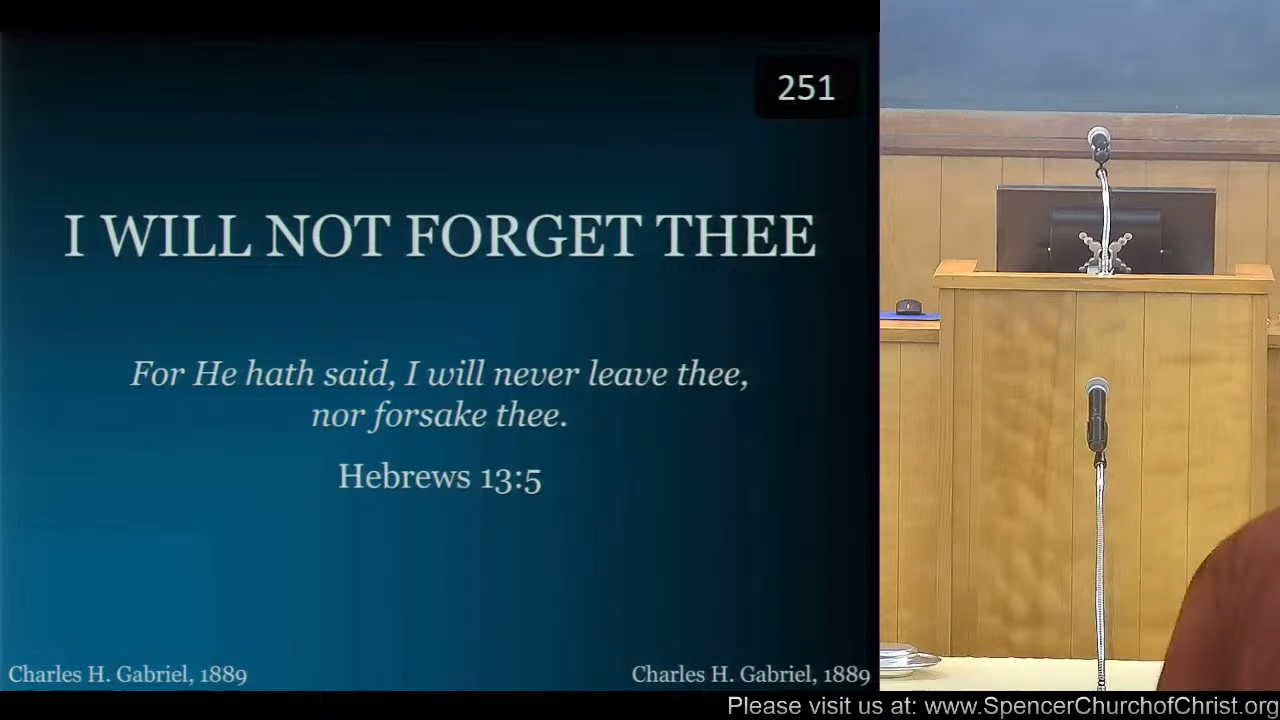 251
I WILL NOT FORGET THEE
For He hath said, I will never leave thee,
nor forsake thee.
Hebrews 13:5
Charles H. Gabriel, 1889
Charles H. Gabriel, 1889
Please visit us at: www.SpencerChurchofChrist.org